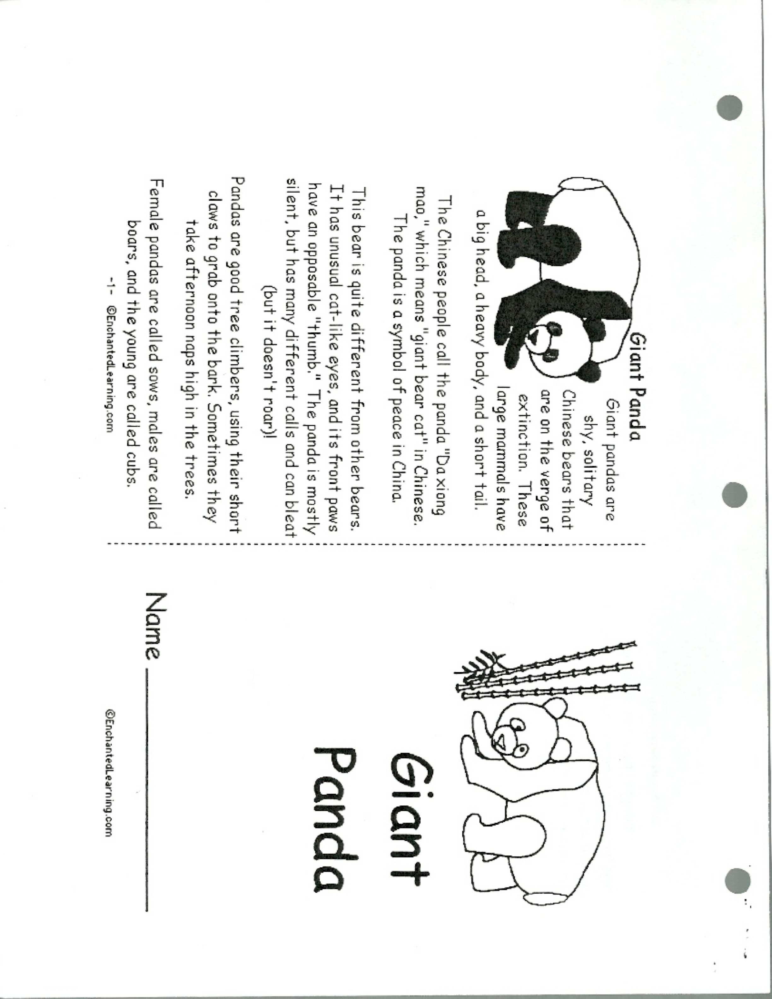 Giant Panda
Giant pandas are
shy, solitary
Chinese bears that
are on the verge of
extinction. These
large mammals have
a big head, a heavy body, and a short tail.
The Chinese people call the panda "Da xiong
mao," which means "giant bear cat" in Chinese.
The panda is a symbol of peace in China.
This bear is quite different from other bears.
It has unusual cat-like eyes, and its front paws
have an opposable "thumb." The panda is mostly
silent, but has many different calls and can bleat
(but it doesn't roar)!
Pandas are good tree climbers, using their short
claws to grab onto the bark. Sometimes they
take afternoon naps high in the trees.
Female pandas are called sows, males are called
boars, and the young are called cubs.
-1- ©EnchantedLearning.com
Giant
Panda
Name
©EnchantedLearning.com